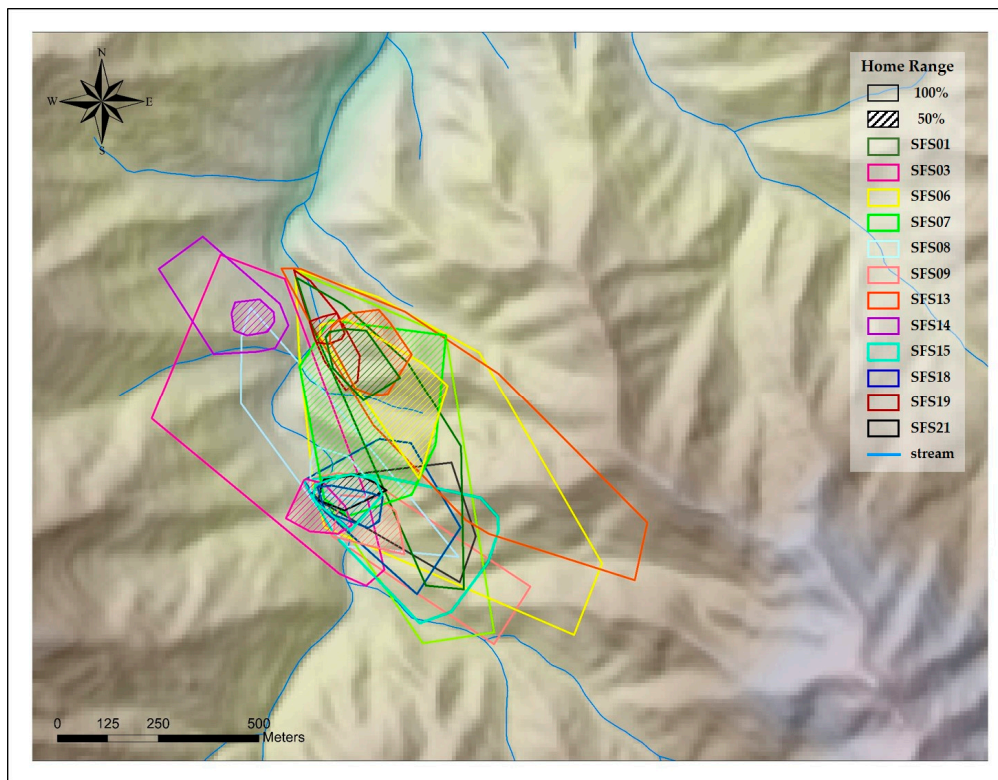 N
W
E
S
Home Range
100%
50%
SFS01
SFS03
SFS06
SFS07
SFS08
SFS09
SFS13
SFS14
SFS15
SFS18
SFS19
SFS21
stream
0 125 250 500
Meters